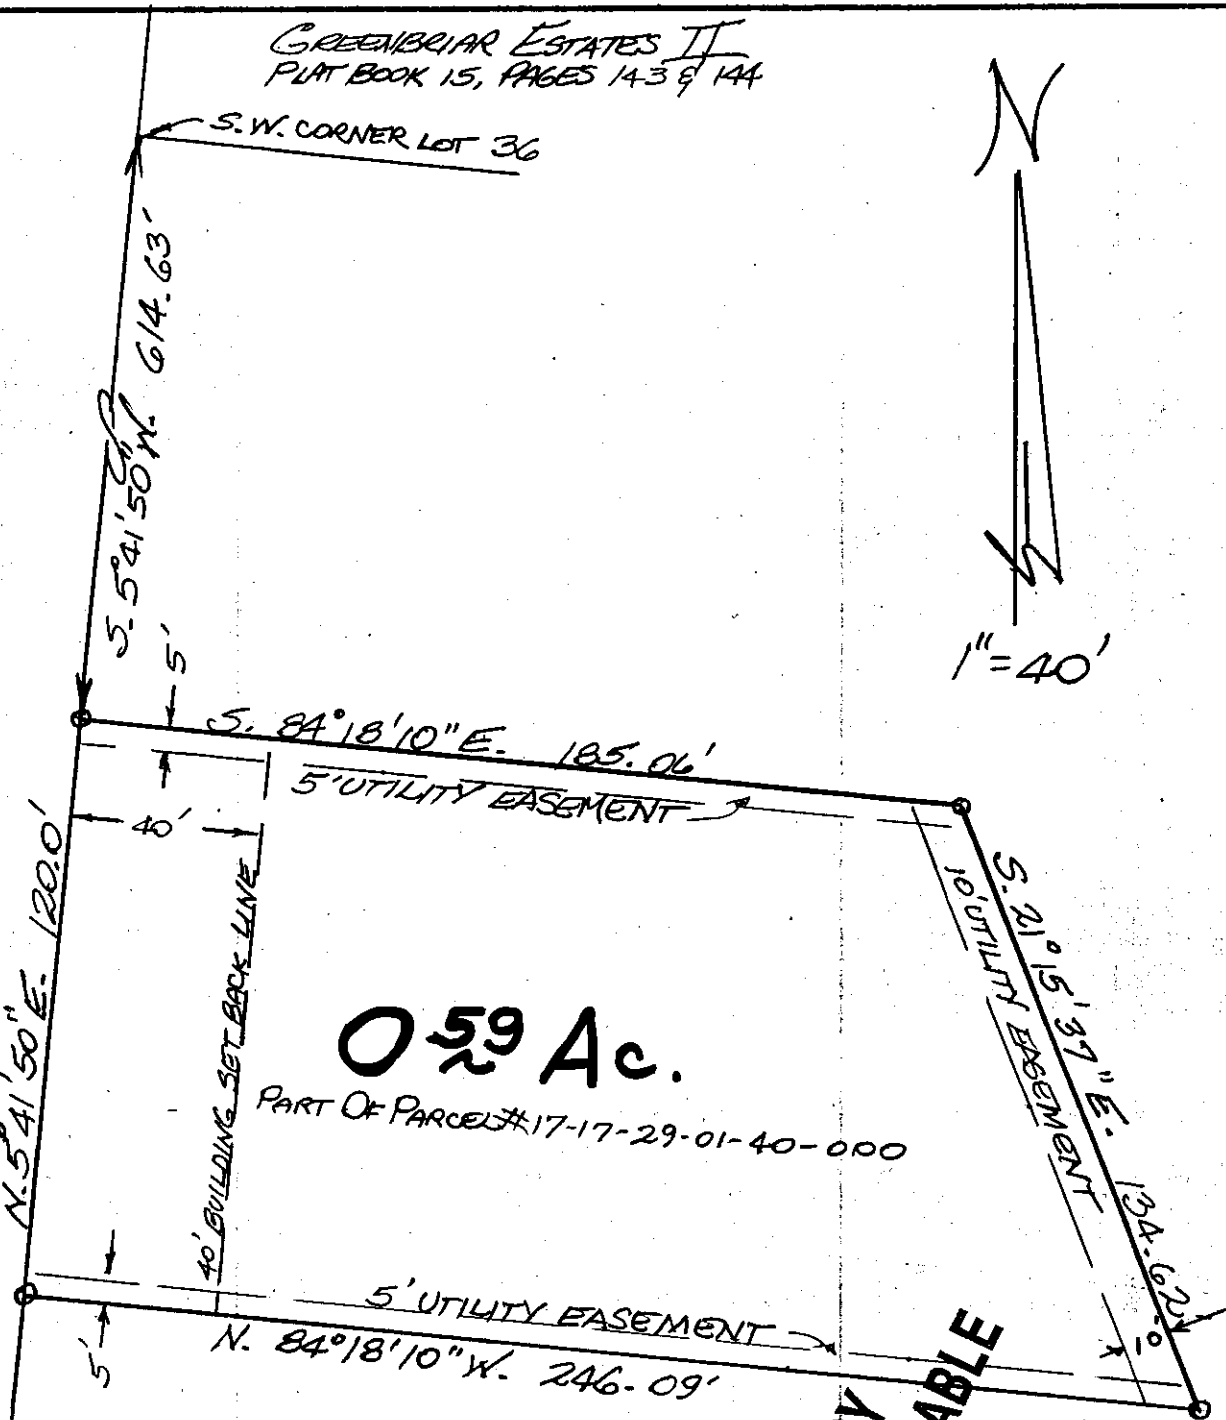 GREENBRIAR ESTATES II
PLAT BOOK 15, PAGES 143 & 144
N
S.W. CORNER LOT 36
S. 5°41'50"W. 614.63'
1"=40'
5'
S. 84°18'10"E. 185.06'
5' UTILITY EASEMENT
40'
N. 5°41'50"E. 120.0'
40' BUILDING SET BACK LINE
10' UTILITY EASEMENT
S. 21°15'37"E. 134.62'
0.59 Ac.
PART OF PARCEL #17-17-29-01-40-000
5' UTILITY EASEMENT
10'
5'
N. 84°18'10"W. 246.09'